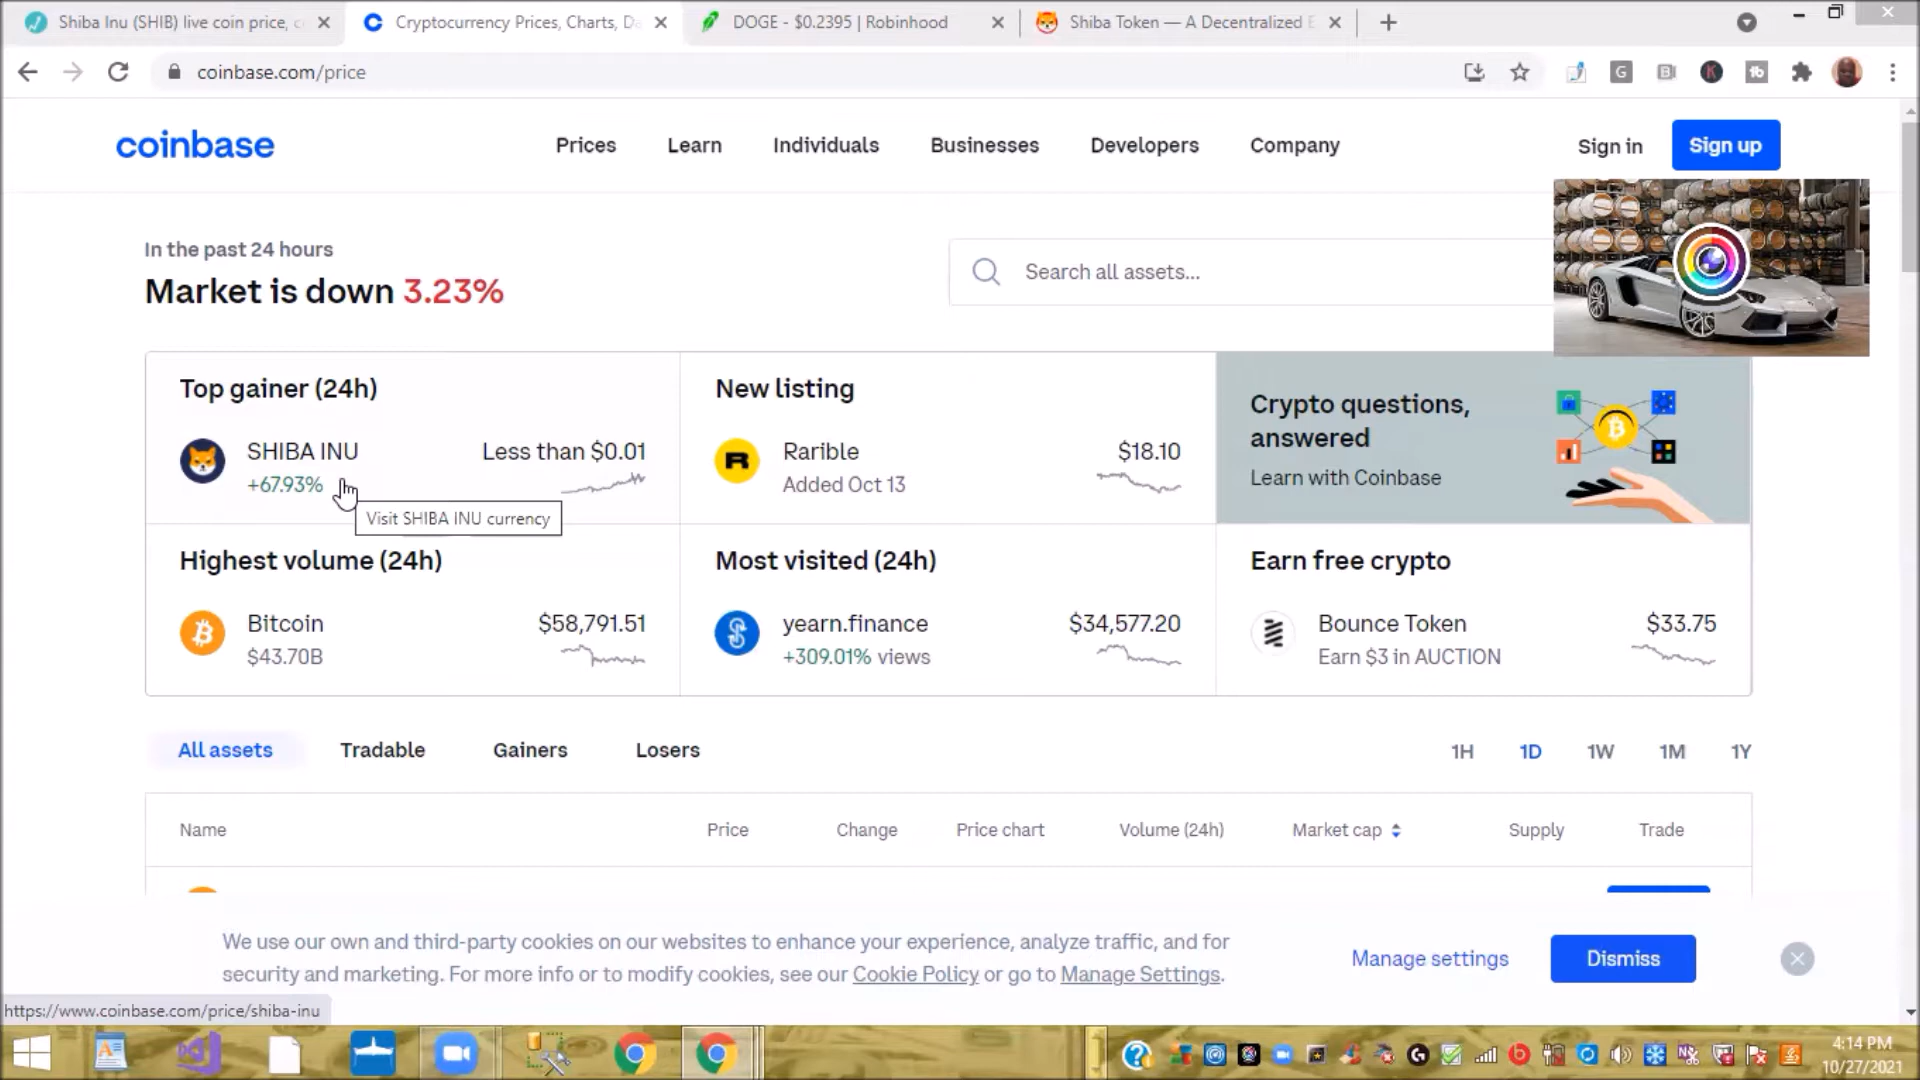 Shiba Inu (SHIB) live coin price, c
Cryptocurrency Prices, Charts, Da
DOGE - $0.2395 | Robinhood
Shiba Token — A Decentralized E
coinbase.com/price
coinbase
Prices
Learn
Individuals
Businesses
Developers
Company
Sign in
Sign up
In the past 24 hours
Market is down 3.23%
Search all assets...
Top gainer (24h)
SHIBA INU
Less than $0.01
+67.93%
Visit SHIBA INU currency
New listing
Rarible
$18.10
Added Oct 13
Crypto questions,
answered
Learn with Coinbase
Highest volume (24h)
Bitcoin
$58,791.51
$43.70B
Most visited (24h)
yearn.finance
$34,577.20
+309.01% views
Earn free crypto
Bounce Token
$33.75
Earn $3 in AUCTION
All assets
Tradable
Gainers
Losers
1H
1D
1W
1M
1Y
Name
Price
Change
Price chart
Volume (24h)
Market cap
Supply
Trade
We use our own and third-party cookies on our websites to enhance your experience, analyze traffic, and for
security and marketing. For more info or to modify cookies, see our Cookie Policy or go to Manage Settings.
Manage settings
Dismiss
https://www.coinbase.com/price/shiba-inu
4:14 PM
10/27/2021